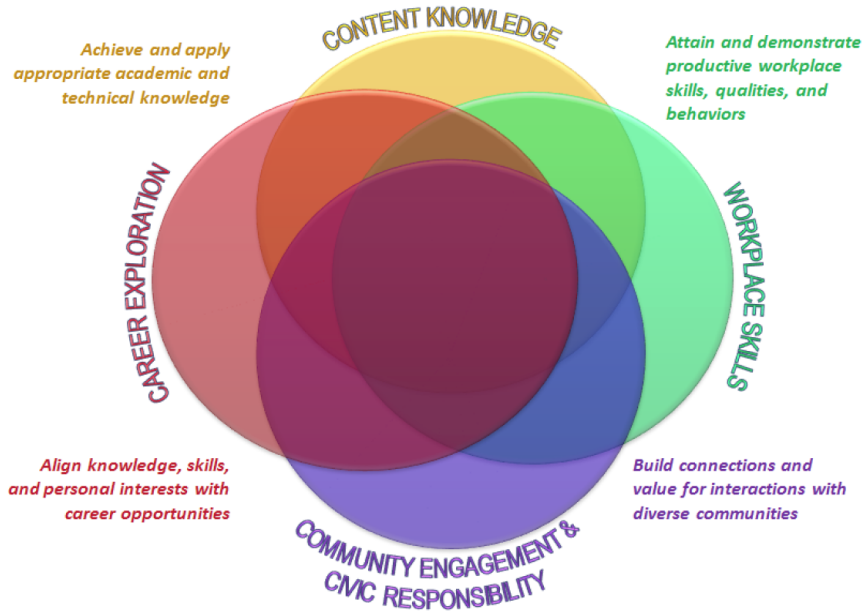 CONTENT KNOWLEDGE
Achieve and apply
appropriate academic and
technical knowledge
Attain and demonstrate
productive workplace
skills, qualities, and
behaviors
CAREER EXPLORATION
WORKPLACE SKILLS
Align knowledge, skills,
and personal interests with
career opportunities
Build connections and
value for interactions with
diverse communities
COMMUNITY ENGAGEMENT &
CIVIC RESPONSIBILITY